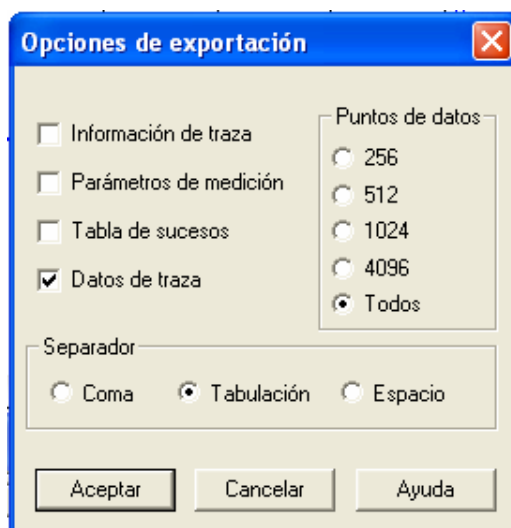 Opciones de exportación
Información de traza
Parámetros de medición
Tabla de sucesos
Datos de traza
Puntos de datos
256
512
1024
4096
Todos
Separador
Coma Tabulación Espacio
Aceptar Cancelar Ayuda